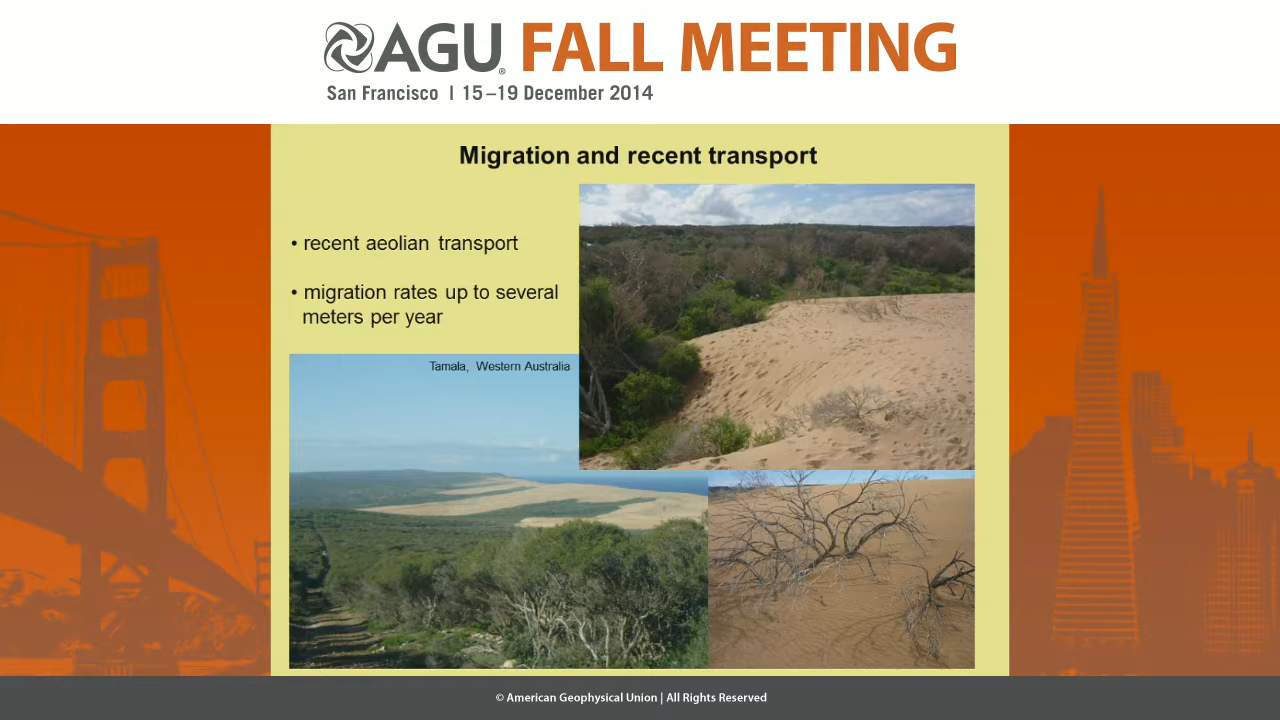 AGU® FALL MEETING
San Francisco | 15–19 December 2014
Migration and recent transport
• recent aeolian transport
• migration rates up to several
meters per year
Tamala, Western Australia
© American Geophysical Union | All Rights Reserved